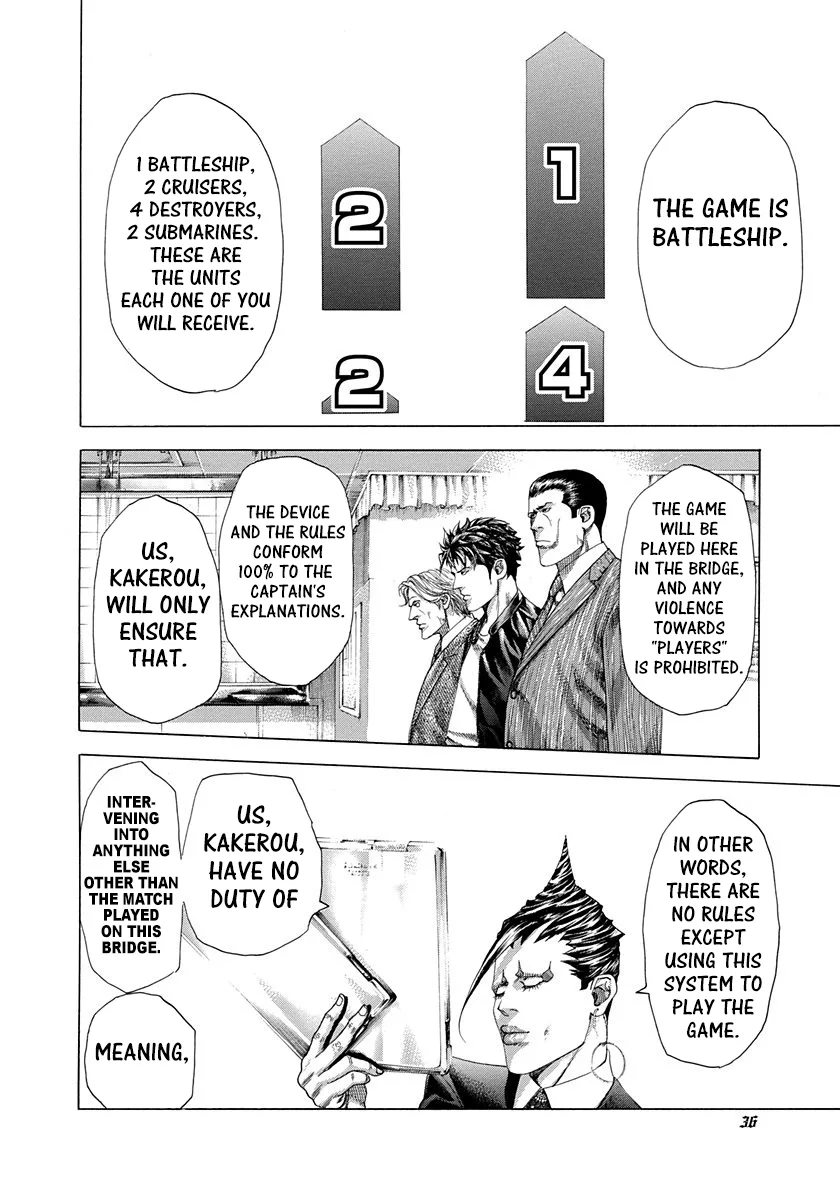 THE GAME IS
BATTLESHIP.
1
4
2
2
1 BATTLESHIP,
2 CRUISERS,
4 DESTROYERS,
2 SUBMARINES.
THESE ARE
THE UNITS
EACH ONE OF YOU
WILL RECEIVE.
THE GAME
WILL BE
PLAYED HERE
IN THE BRIDGE,
AND ANY
VIOLENCE
TOWARDS
"PLAYERS"
IS PROHIBITED.
THE DEVICE
AND THE RULES
CONFORM
100% TO THE
CAPTAIN'S
EXPLANATIONS.
US,
KAKEROU,
WILL ONLY
ENSURE
THAT.
IN OTHER
WORDS,
THERE ARE
NO RULES
EXCEPT
USING THIS
SYSTEM TO
PLAY THE
GAME.
US,
KAKEROU,
HAVE NO
DUTY OF
INTER-
VENING
INTO
ANYTHING
ELSE
OTHER THAN
THE MATCH
PLAYED
ON THIS
BRIDGE.
MEANING,
36